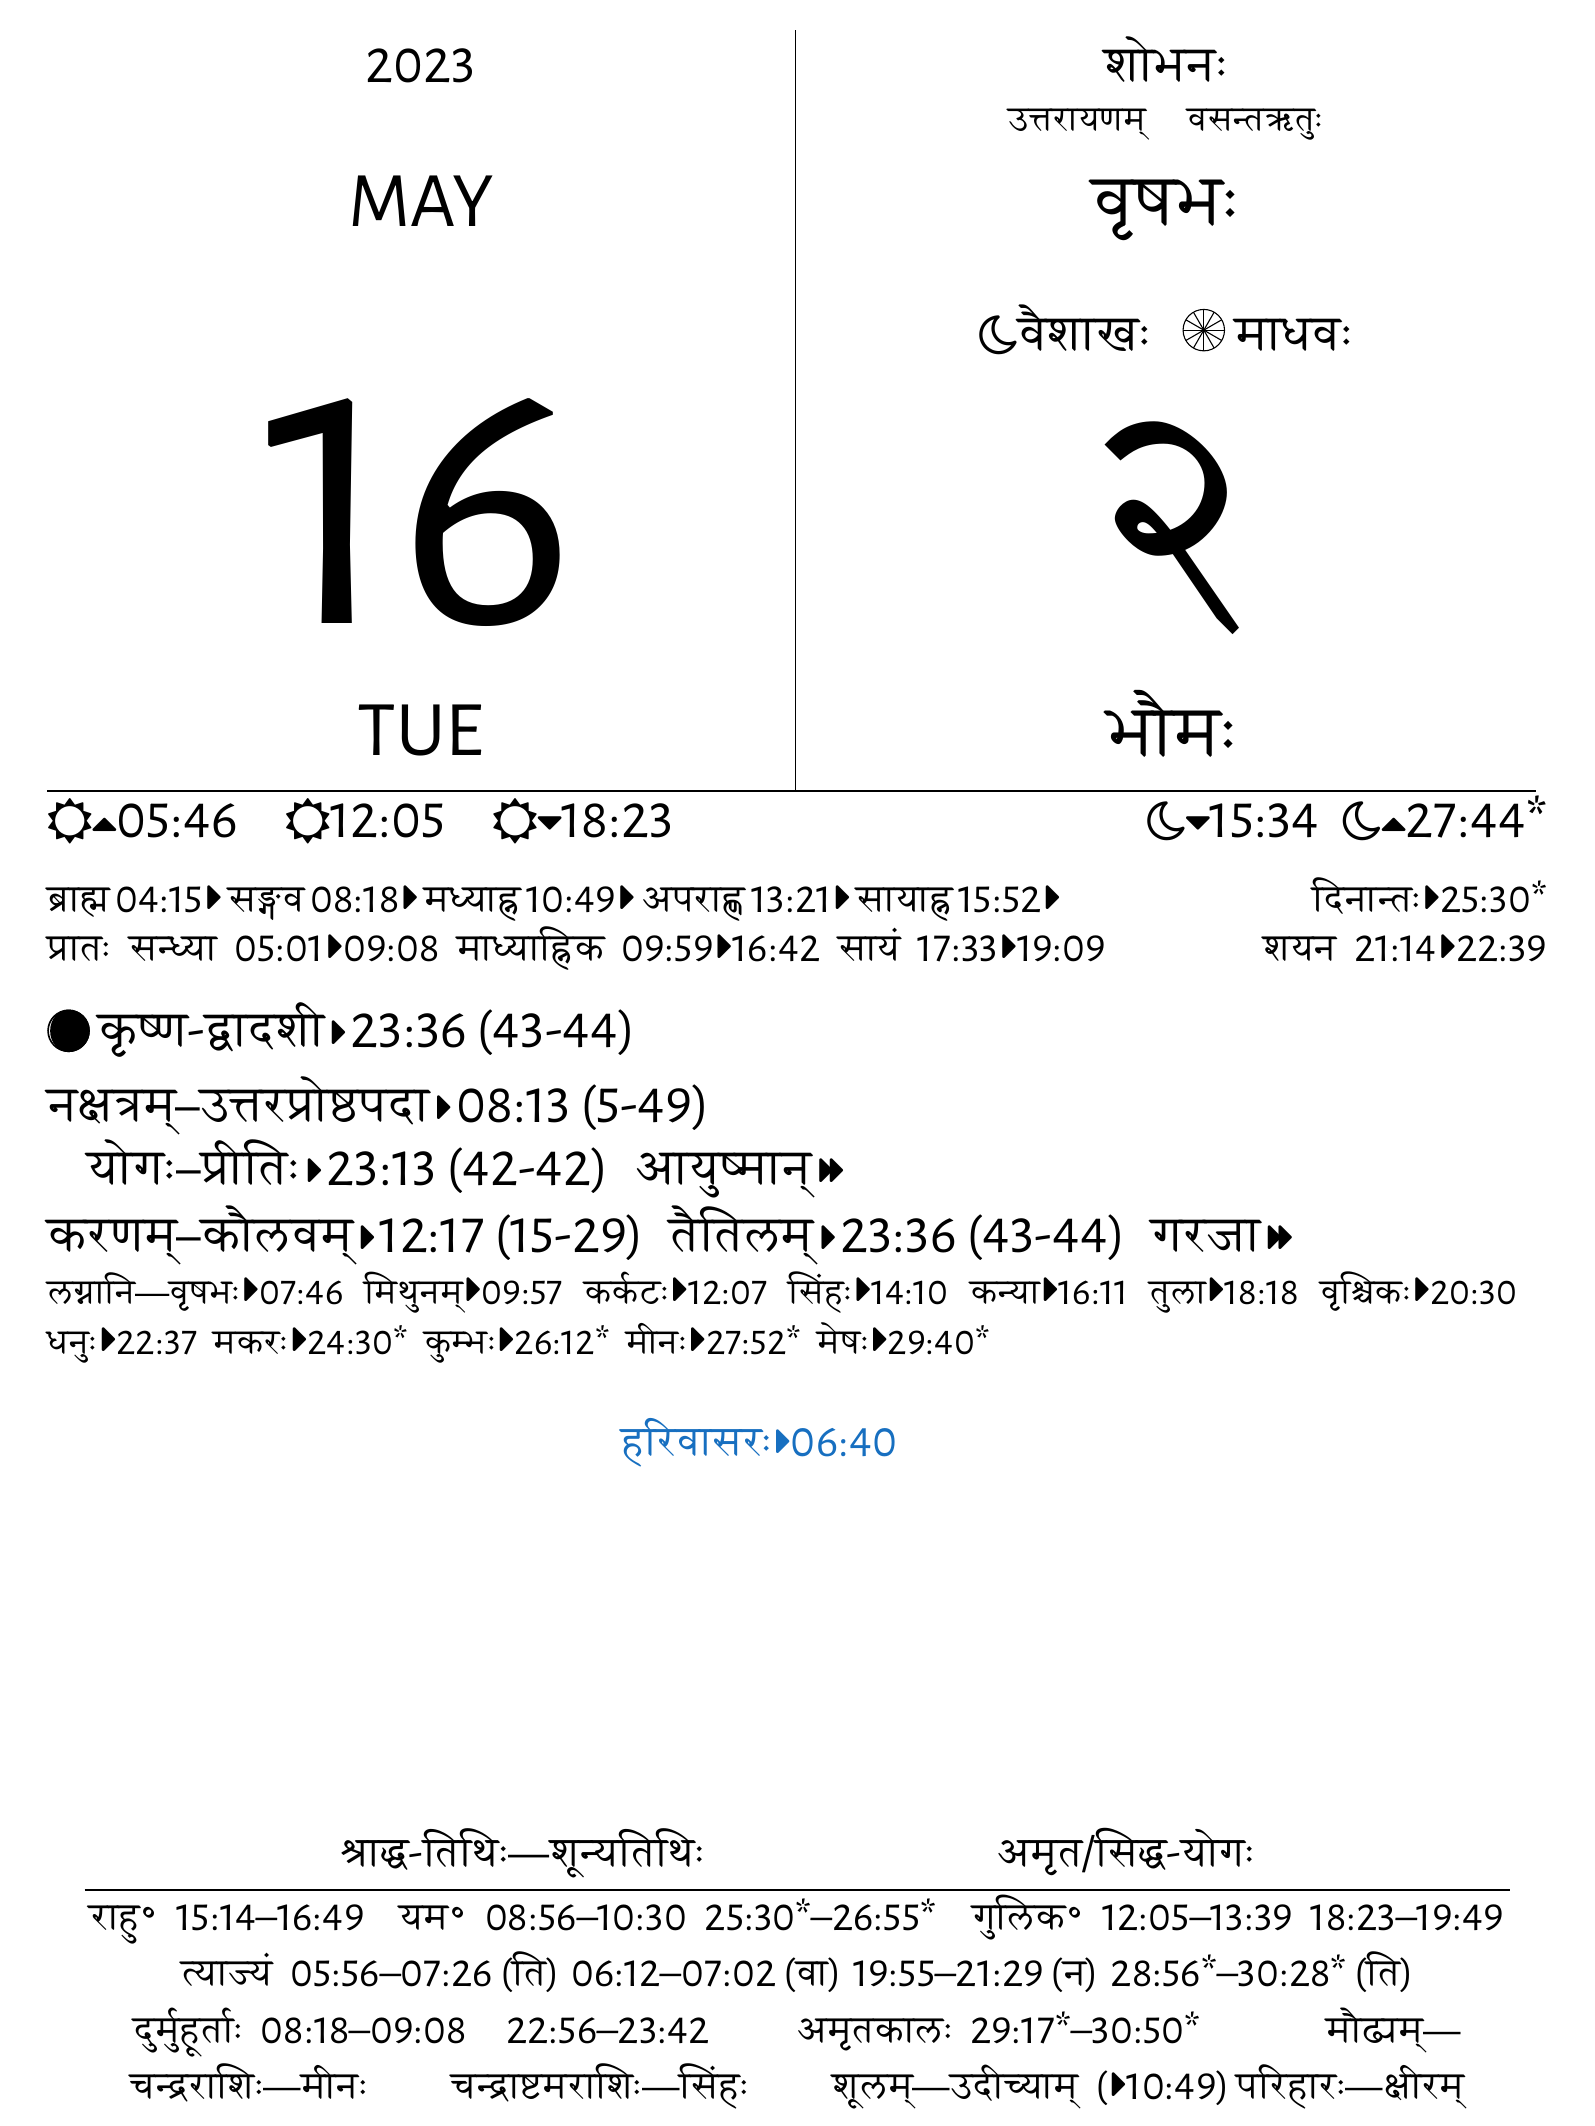 2023
MAY
16
TUE
शोभनः
उत्तरायणम् वसन्तऋतुः
वृषभः
वैशाखः माधवः
२
भौमः
05:46 12:05 18:23 15:34 27:44*
ब्राह्म 04:15 सङ्गव 08:18 मध्याह्न 10:49 अपराह्ण 13:21 सायाह्न 15:52 दिनान्तः 25:30*
प्रातः सन्ध्या 05:01 09:08 माध्याह्निक 09:59 16:42 सायं 17:33 19:09 शयन 21:14 22:39
कृष्ण-द्वादशी 23:36 (43-44)
नक्षत्रम्–उत्तरप्रोष्ठपदा 08:13 (5-49)
योगः–प्रीतिः 23:13 (42-42) आयुष्मान्
करणम्–कौलवम् 12:17 (15-29) तैतिलम् 23:36 (43-44) गरजा
लग्नानि—वृषभः 07:46 मिथुनम् 09:57 कर्कटः 12:07 सिंहः 14:10 कन्या 16:11 तुला 18:18 वृश्चिकः 20:30
धनुः 22:37 मकरः 24:30* कुम्भः 26:12* मीनः 27:52* मेषः 29:40*
हरिवासरः 06:40
श्राद्ध-तिथिः—शून्यतिथिः अमृत/सिद्ध-योगः
राहु° 15:14–16:49 यम° 08:56–10:30 25:30*–26:55* गुलिक° 12:05–13:39 18:23–19:49
त्याज्यं 05:56–07:26 (ति) 06:12–07:02 (वा) 19:55–21:29 (न) 28:56*–30:28* (ति)
दुर्मुहूर्ताः 08:18–09:08 22:56–23:42 अमृतकालः 29:17*–30:50* मौढ्यम्—
चन्द्रराशिः—मीनः चन्द्राष्टमराशिः—सिंहः शूलम्—उदीच्याम् (10:49) परिहारः—क्षीरम्